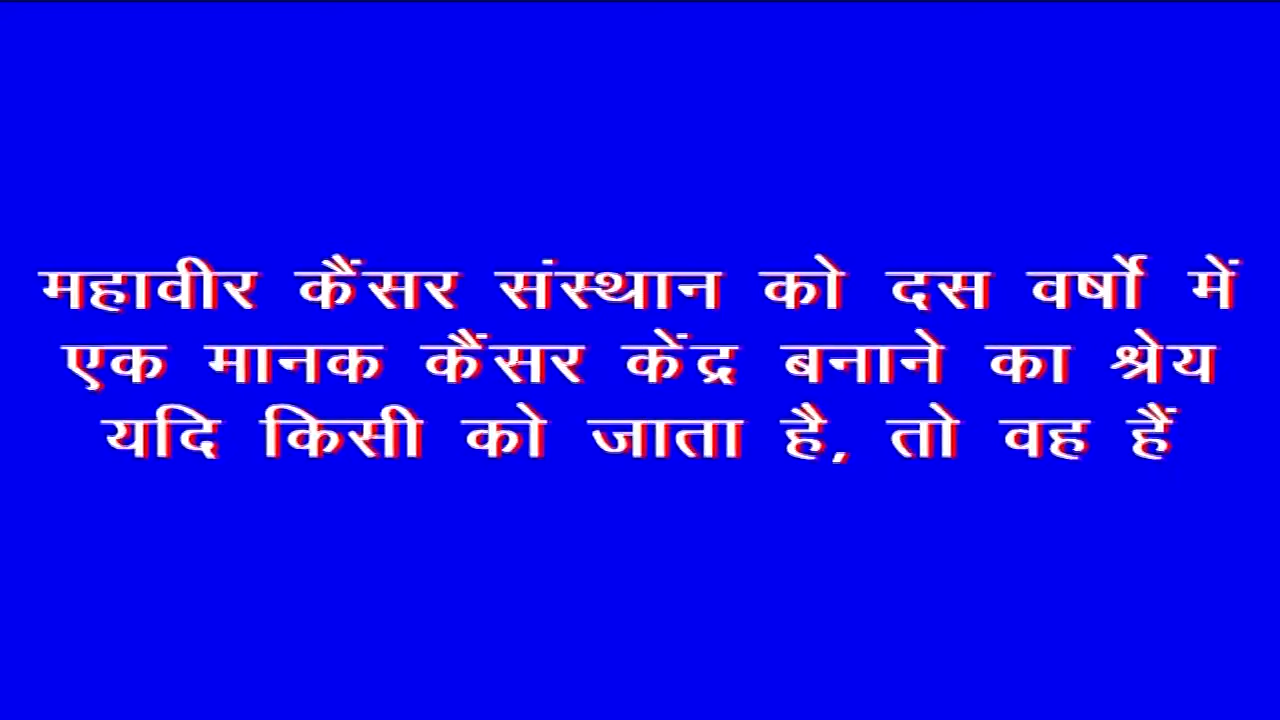 महावीर कैंसर संस्थान को दस वर्षो में
एक मानक कैंसर केंद्र बनाने का श्रेय
यदि किसी को जाता है, तो वह हैं